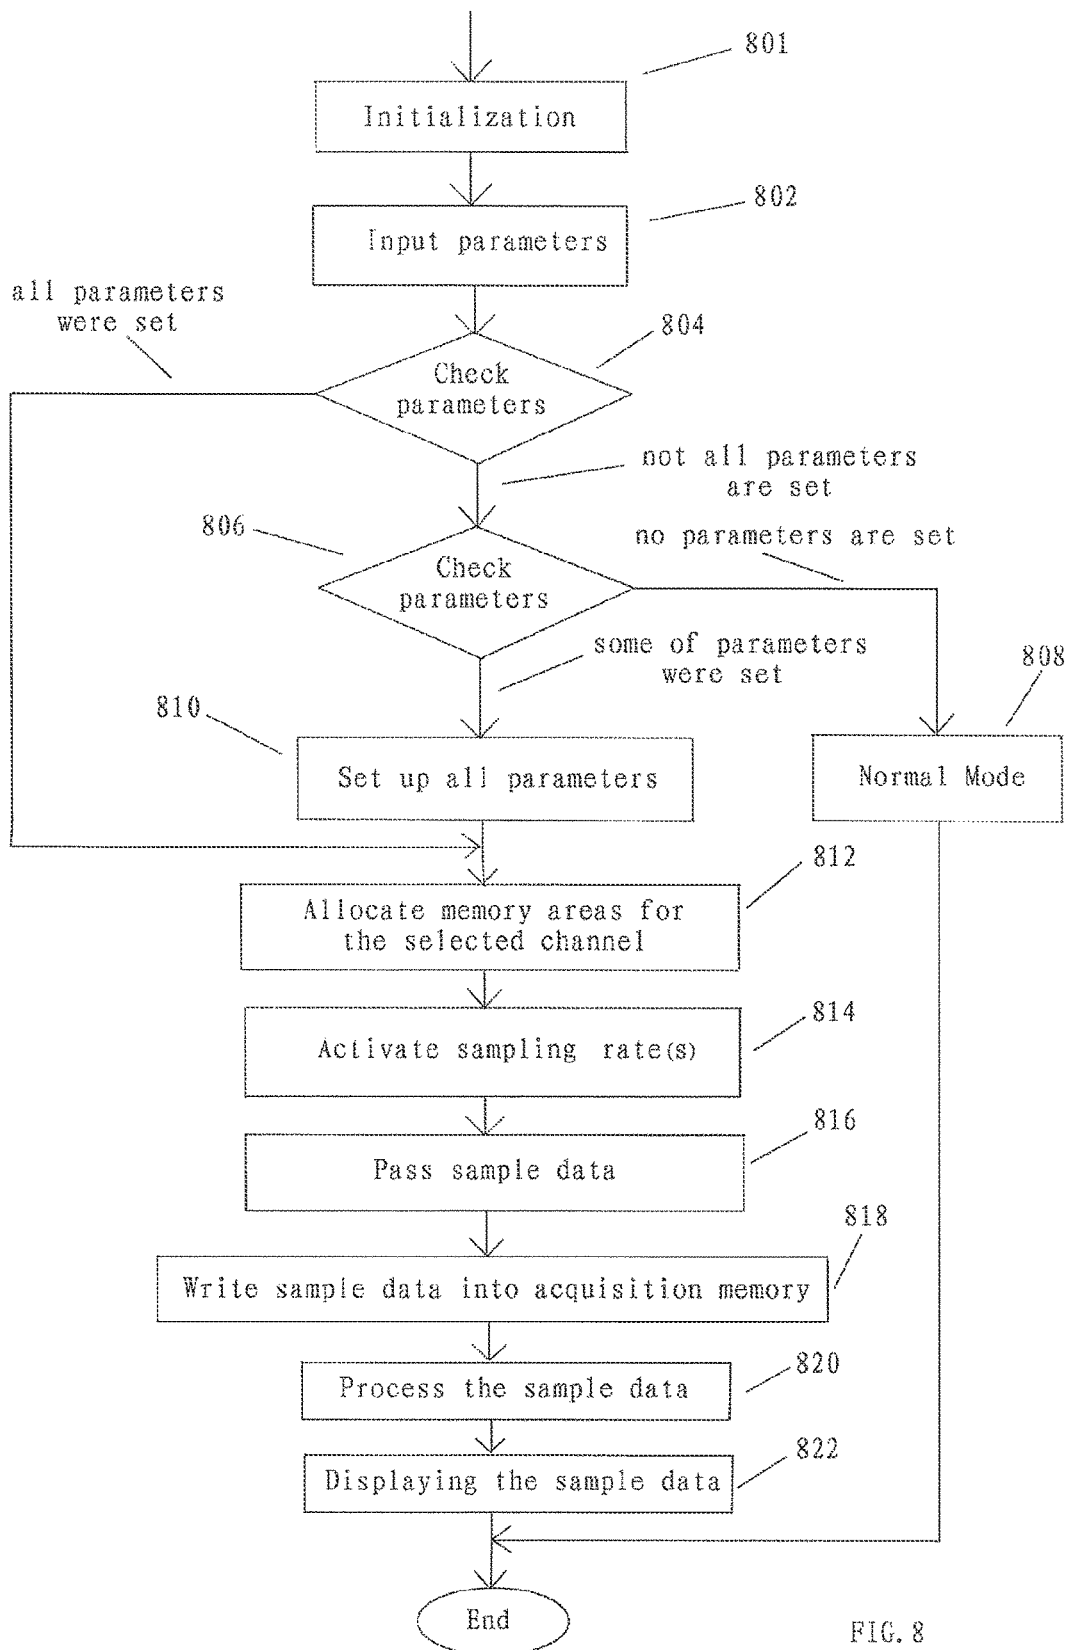 801
Initialization
802
Input parameters
all parameters
were set
804
Check
parameters
not all parameters
are set
806
no parameters are set
Check
parameters
some of parameters
were set
808
810
Set up all parameters
Normal Mode
812
Allocate memory areas for
the selected channel
814
Activate sampling rate(s)
816
Pass sample data
818
Write sample data into acquisition memory
820
Process the sample data
822
Displaying the sample data
End
FIG. 8